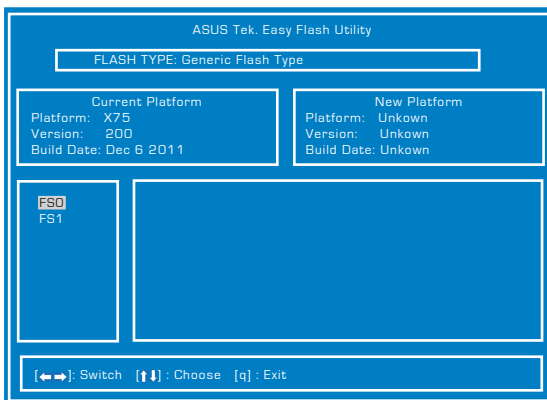 ASUS Tek. Easy Flash Utility
FLASH TYPE: Generic Flash Type
Current Platform
Platform: X75
Version: 200
Build Date: Dec 6 2011
New Platform
Platform: Unkown
Version: Unkown
Build Date: Unkown
FS0
FS1
[←→]: Switch [↑↓] : Choose [q] : Exit